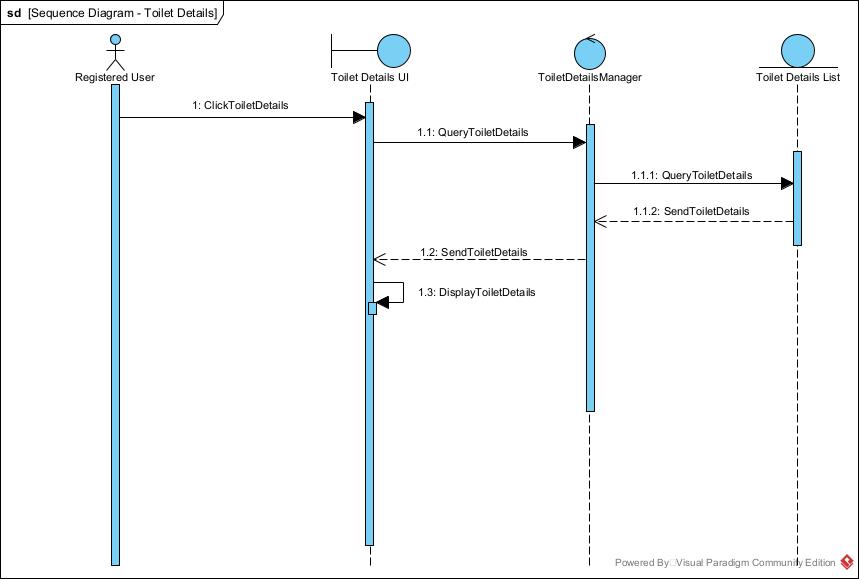 sd [Sequence Diagram - Toilet Details]
Registered User
Toilet Details UI
ToiletDetailsManager
Toilet Details List
1: ClickToiletDetails
1.1: QueryToiletDetails
1.1.1: QueryToiletDetails
1.1.2: SendToiletDetails
1.2: SendToiletDetails
1.3: DisplayToiletDetails
Powered By Visual Paradigm Community Edition